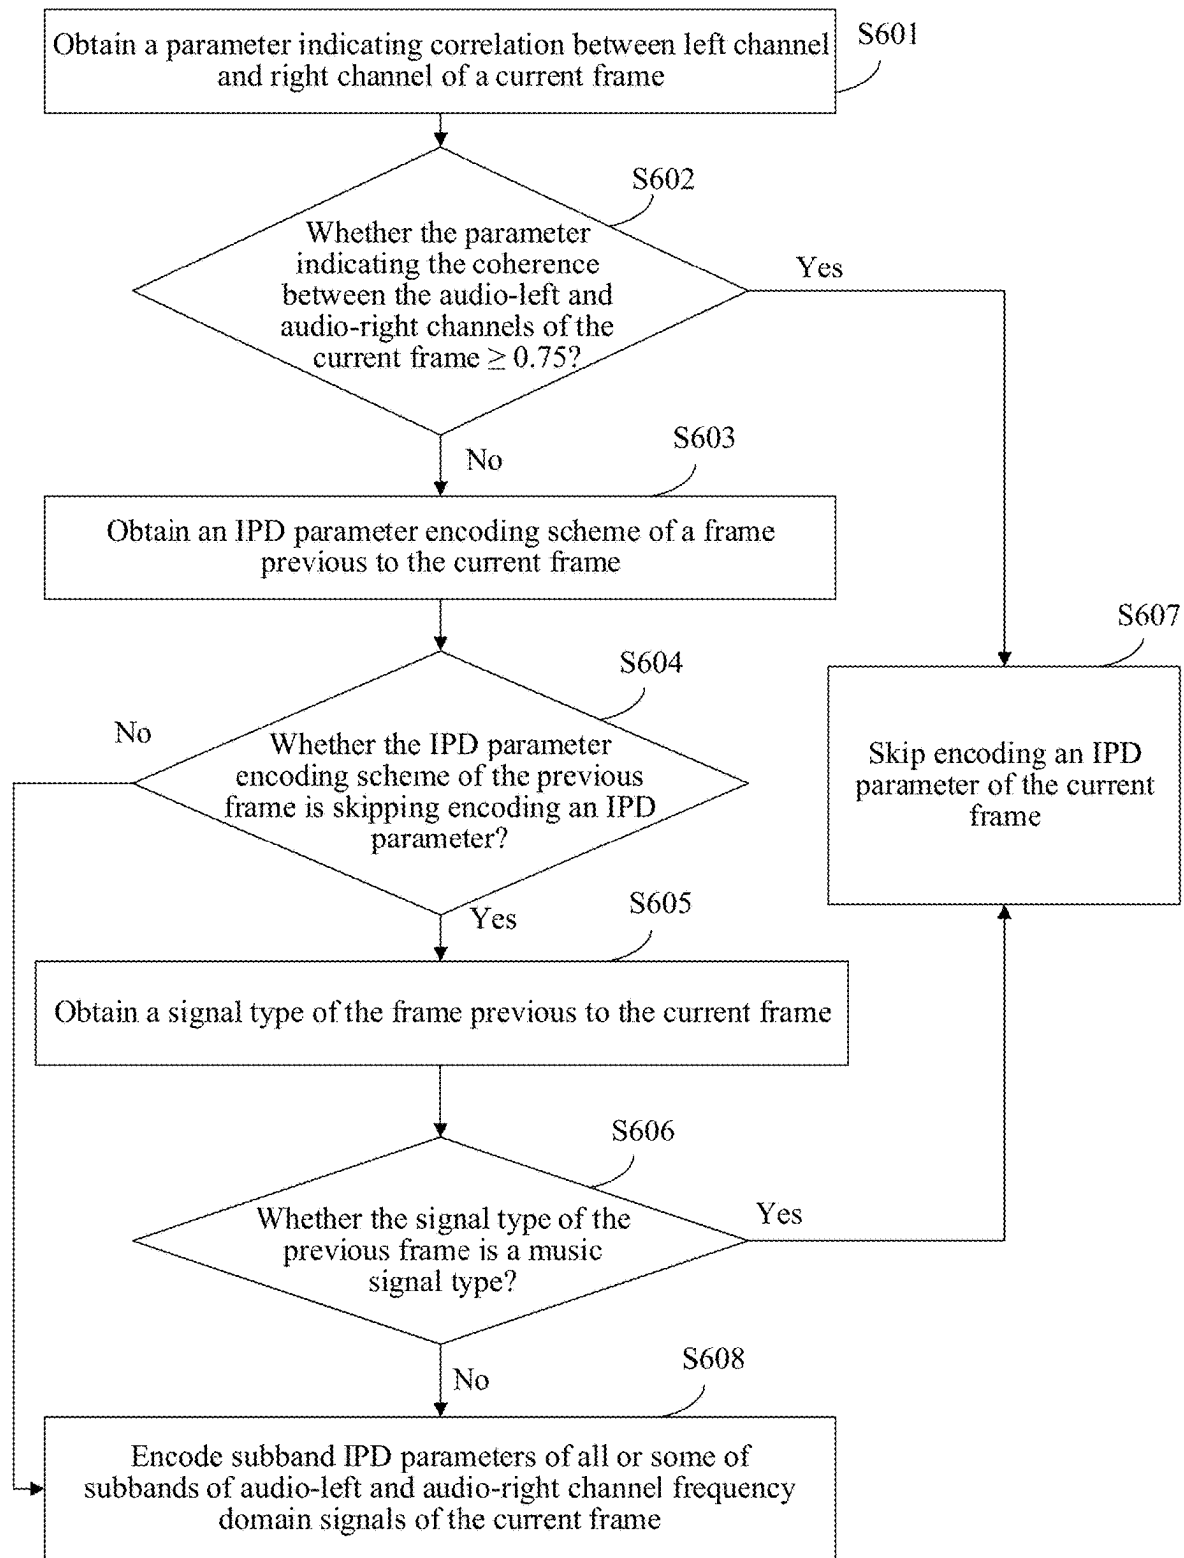 Obtain a parameter indicating correlation between left channel
and right channel of a current frame
S601
S602
Whether the parameter
indicating the coherence
between the audio-left and
audio-right channels of the
current frame ≥ 0.75?
Yes
No
S603
Obtain an IPD parameter encoding scheme of a frame
previous to the current frame
S604
No
Whether the IPD parameter
encoding scheme of the previous
frame is skipping encoding an IPD
parameter?
Yes
S607
Skip encoding an IPD
parameter of the current
frame
S605
Obtain a signal type of the frame previous to the current frame
S606
Whether the signal type of the
previous frame is a music
signal type?
Yes
No
S608
Encode subband IPD parameters of all or some of
subbands of audio-left and audio-right channel frequency
domain signals of the current frame